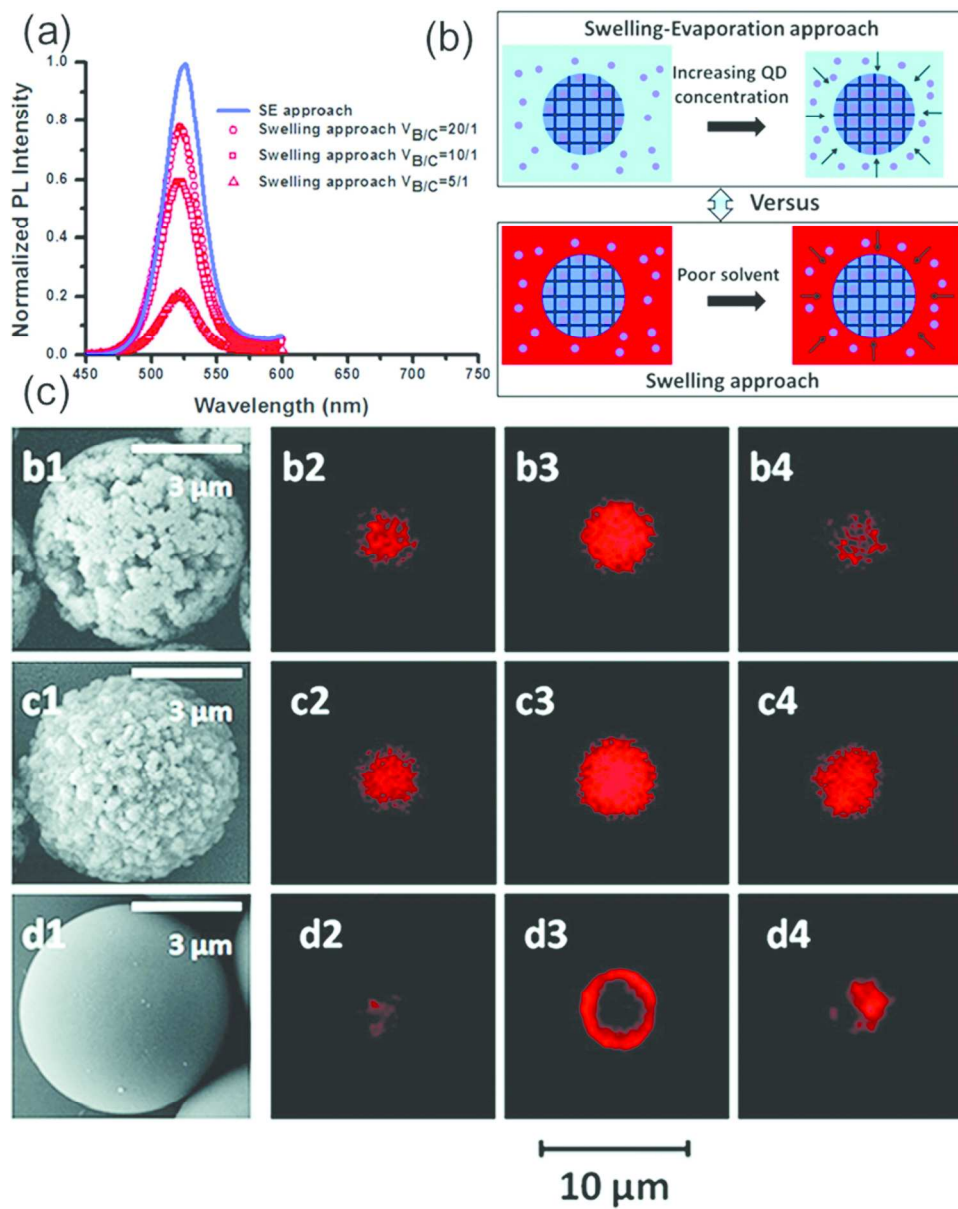 (a)
1.0
0.8
0.6
0.4
0.2
0.0
Normalized PL Intensity
SE approach
Swelling approach V_B/C=20/1
Swelling approach V_B/C=10/1
Swelling approach V_B/C=5/1
450 500 550 600 650 700 750
Wavelength (nm)
(b)
Swelling-Evaporation approach
Increasing QD
concentration
Versus
Poor solvent
Swelling approach
(c)
b1
3 μm
b2
b3
b4
c1
3 μm
c2
c3
c4
d1
3 μm
d2
d3
d4
10 μm